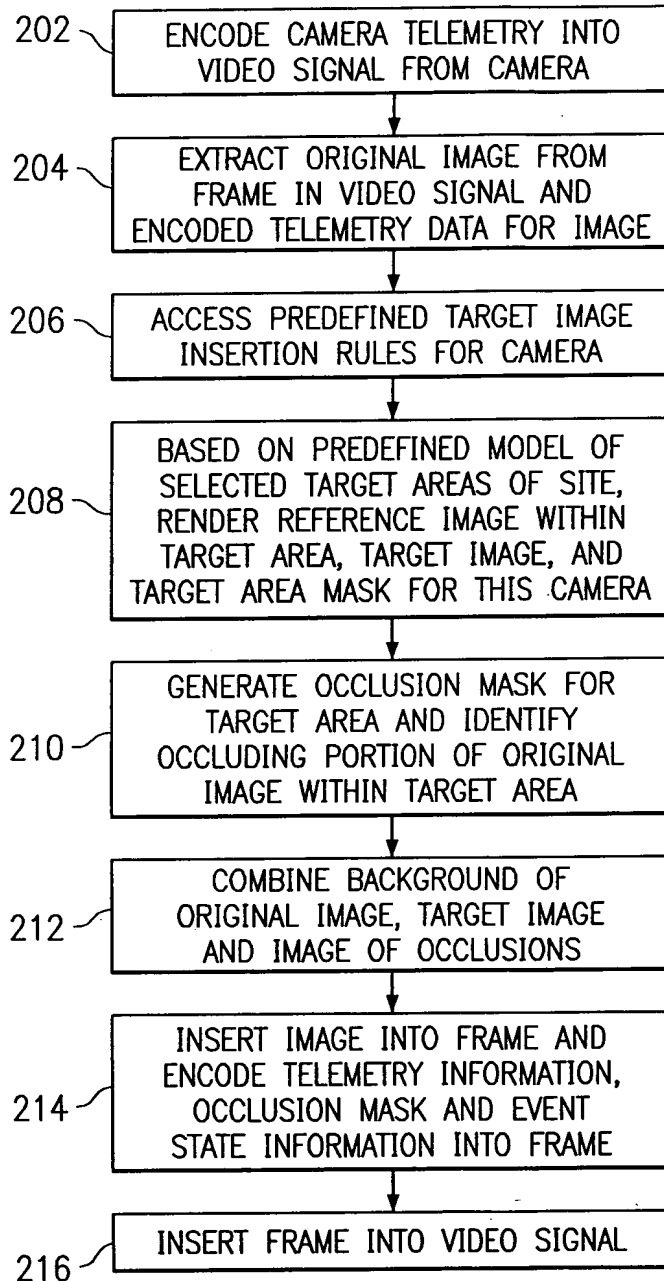 202
ENCODE CAMERA TELEMETRY INTO
VIDEO SIGNAL FROM CAMERA
204
EXTRACT ORIGINAL IMAGE FROM
FRAME IN VIDEO SIGNAL AND
ENCODED TELEMETRY DATA FOR IMAGE
206
ACCESS PREDEFINED TARGET IMAGE
INSERTION RULES FOR CAMERA
208
BASED ON PREDEFINED MODEL OF
SELECTED TARGET AREAS OF SITE,
RENDER REFERENCE IMAGE WITHIN
TARGET AREA, TARGET IMAGE, AND
TARGET AREA MASK FOR THIS CAMERA
210
GENERATE OCCLUSION MASK FOR
TARGET AREA AND IDENTIFY
OCCLUDING PORTION OF ORIGINAL
IMAGE WITHIN TARGET AREA
212
COMBINE BACKGROUND OF
ORIGINAL IMAGE, TARGET IMAGE
AND IMAGE OF OCCLUSIONS
214
INSERT IMAGE INTO FRAME AND
ENCODE TELEMETRY INFORMATION,
OCCLUSION MASK AND EVENT
STATE INFORMATION INTO FRAME
216
INSERT FRAME INTO VIDEO SIGNAL